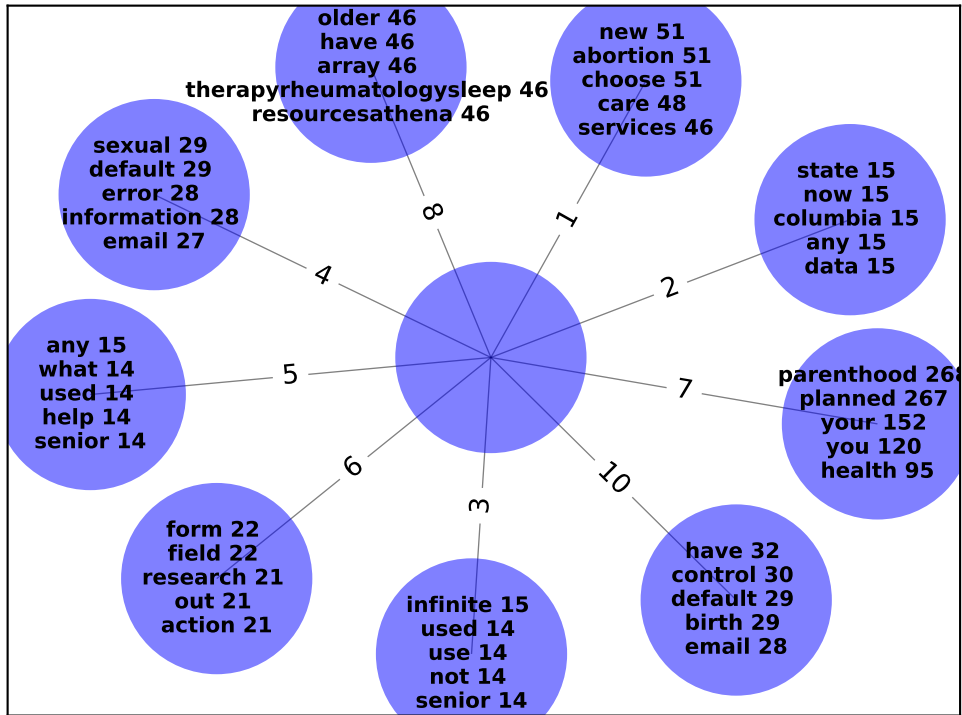 older 46
have 46
array 46
therapyrheumatologysleep 46
resourcesathena 46
new 51
abortion 51
choose 51
care 48
services 46
sexual 29
default 29
error 28
information 28
email 27
state 15
now 15
columbia 15
any 15
data 15
8
1
4
2
any 15
what 14
used 14
help 14
senior 14
5
7
parenthood 268
planned 267
your 152
you 120
health 95
6
3
10
form 22
field 22
research 21
out 21
action 21
infinite 15
used 14
use 14
not 14
senior 14
have 32
control 30
default 29
birth 29
email 28